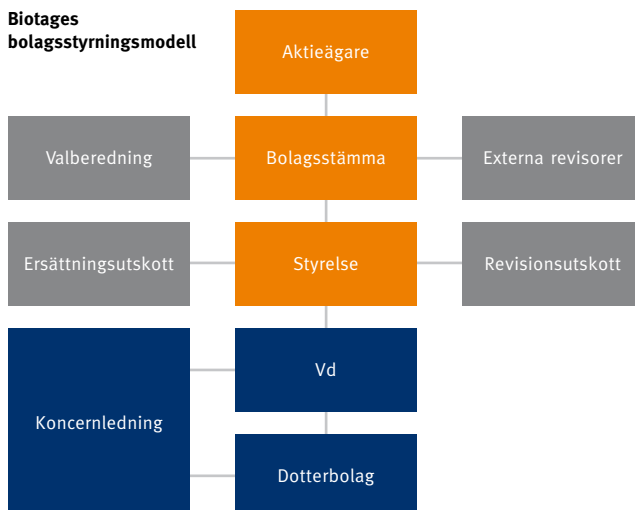 Biotages
bolagsstyrningsmodell
Aktieägare
Valberedning
Bolagsstämma
Externa revisorer
Ersättningsutskott
Styrelse
Revisionsutskott
Vd
Koncernledning
Dotterbolag